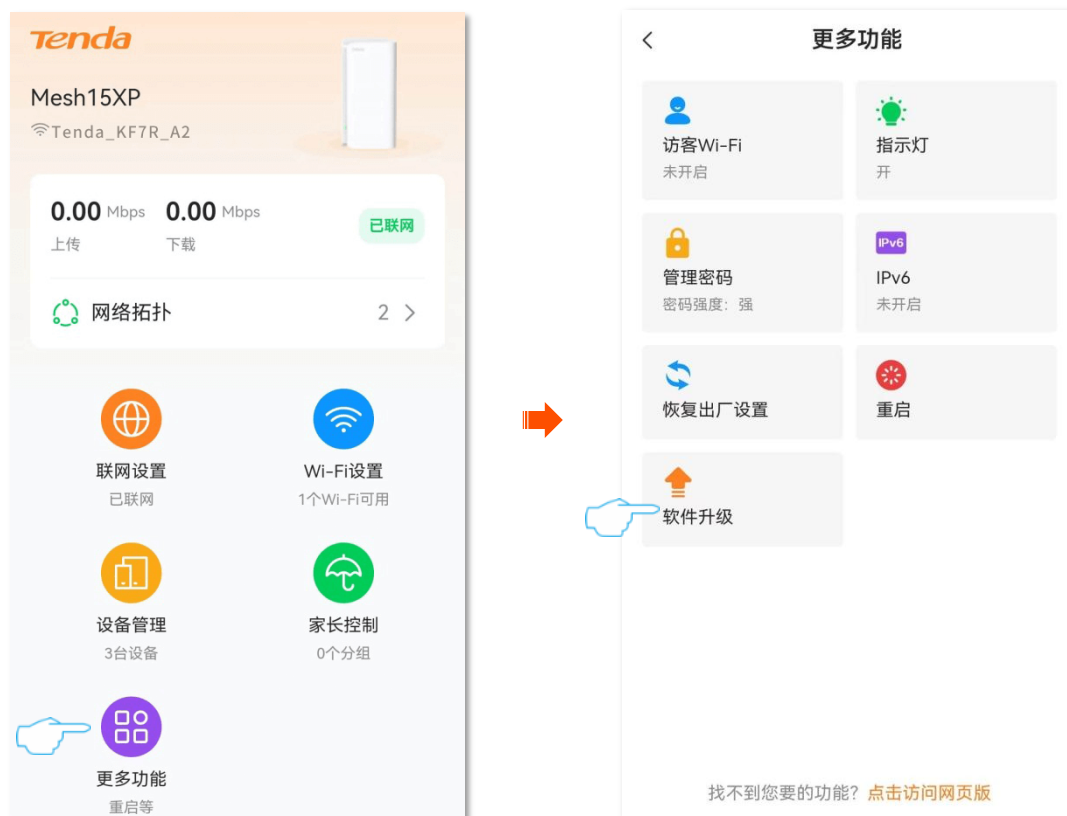 Tenda
Mesh15XP
Tenda_KF7R_A2
0.00 Mbps 0.00 Mbps
已联网
上传 下载
网络拓扑 2
联网设置 Wi-Fi设置
已联网 1个Wi-Fi可用
设备管理 家长控制
3台设备 0个分组
更多功能
重启等
更多功能
访客Wi-Fi 指示灯
未开启 开
IPv6
管理密码 IPv6
密码强度：强 未开启
恢复出厂设置 重启
软件升级
找不到您要的功能？点击访问网页版